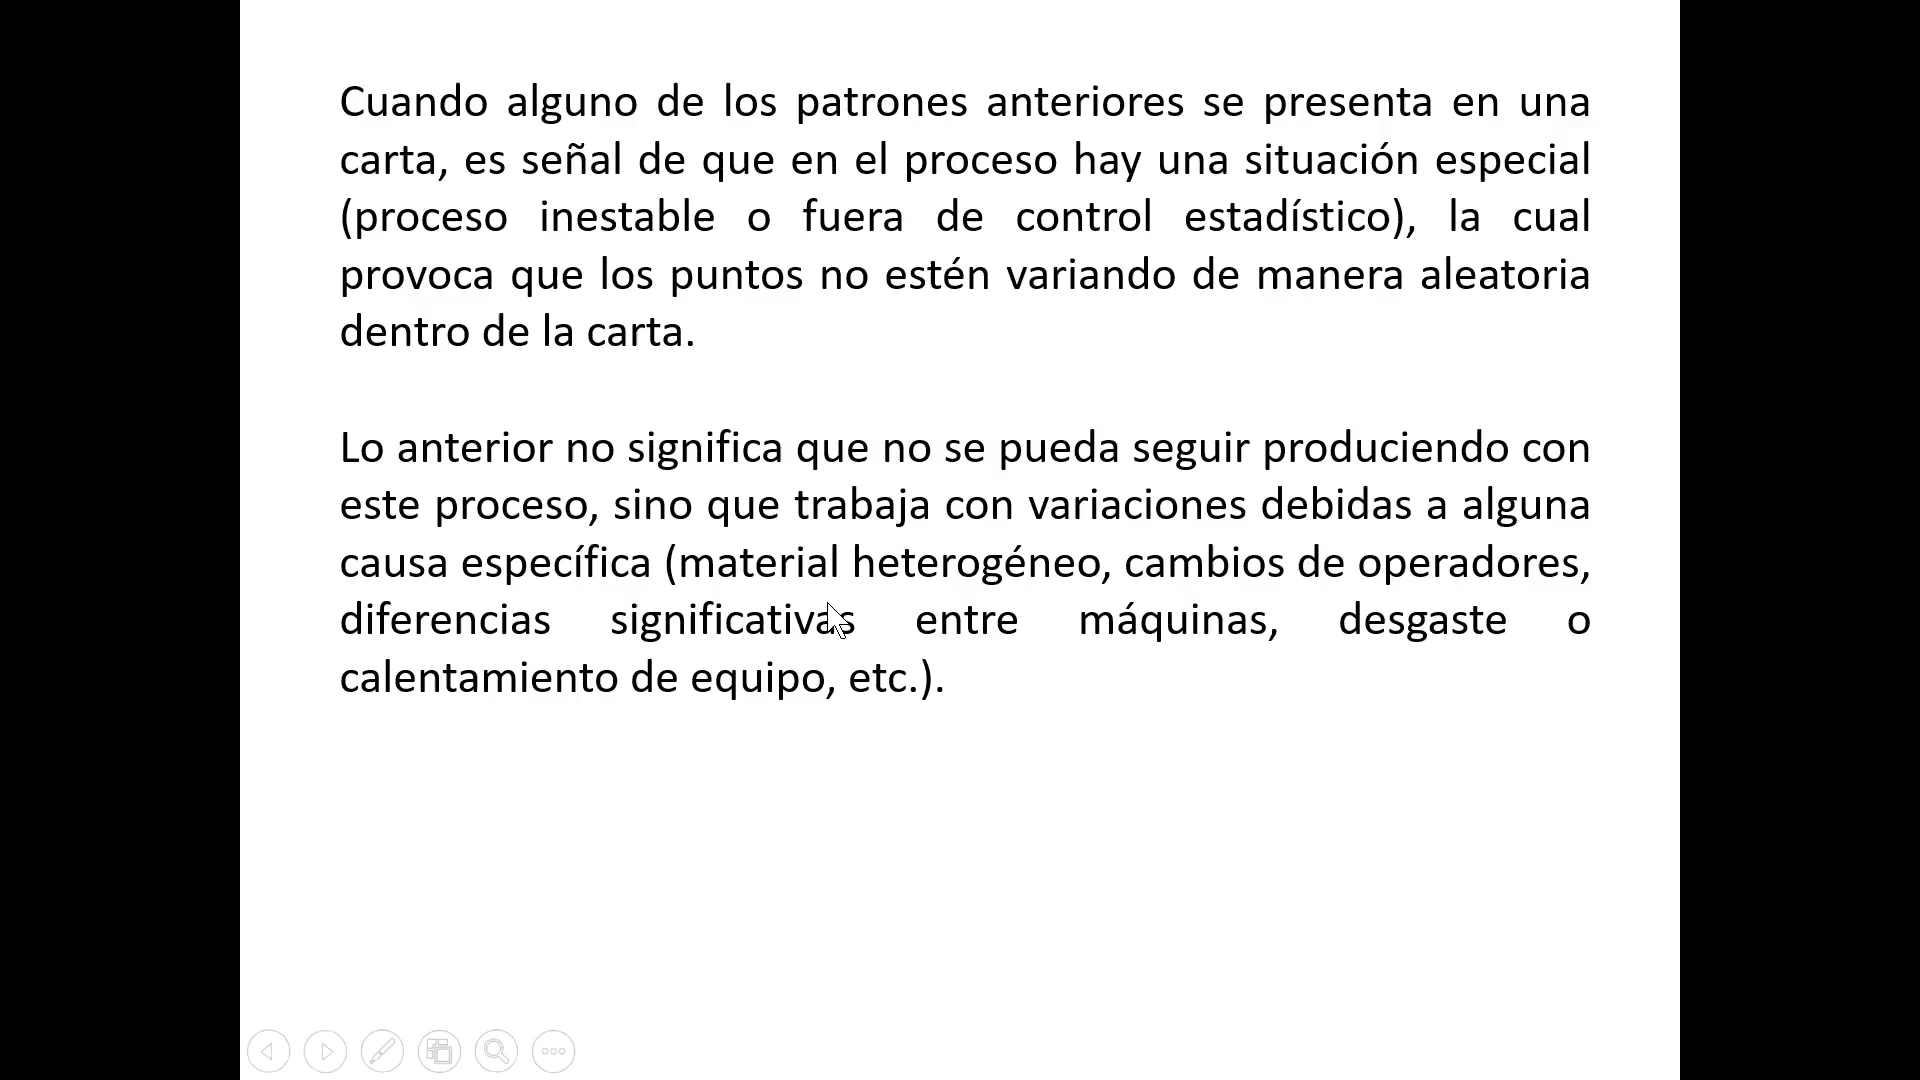 Cuando alguno de los patrones anteriores se presenta en una
carta, es señal de que en el proceso hay una situación especial
(proceso inestable o fuera de control estadístico), la cual
provoca que los puntos no estén variando de manera aleatoria
dentro de la carta.
Lo anterior no significa que no se pueda seguir produciendo con
este proceso, sino que trabaja con variaciones debidas a alguna
causa específica (material heterogéneo, cambios de operadores,
diferencias significativas entre máquinas, desgaste o
calentamiento de equipo, etc.).